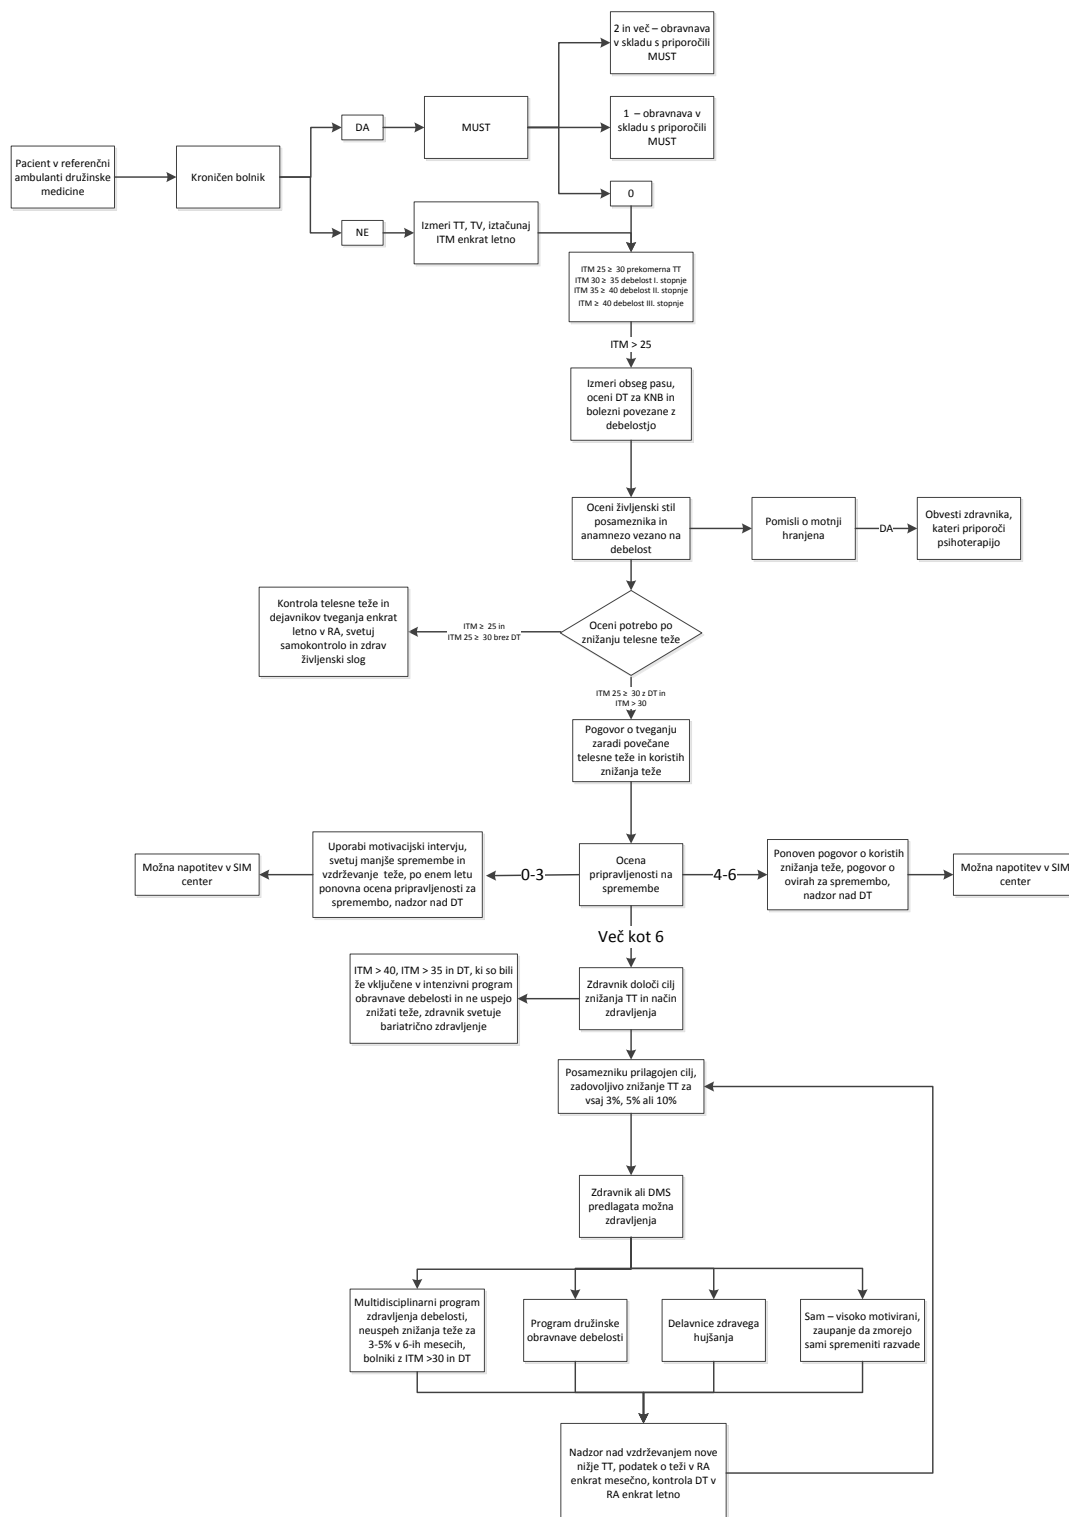 2 in več – obravnava
v skladu s priporočili
MUST
1  – obravnava v
skladu s priporočili
MUST
DA
MUST
Pacient v referenčni
ambulanti družinske
medicine
Kroničen bolnik
0
NE
Izmeri TT, TV, iztačunaj
ITM enkrat letno
ITM 25 ≥  30 prekomerna TT
ITM 30 ≥  35 debelost I. stopnje
ITM 35 ≥  40 debelost II. stopnje
ITM ≥  40 debelost III. stopnje
ITM > 25
Izmeri obseg pasu,
oceni DT za KNB in
bolezni povezane z
debelostjo
Oceni življenski stil
posameznika in
anamnezo vezano na
debelost
Pomisli o motnji
hranjena
DA
Obvesti zdravnika,
kateri priporoči
psihoterapijo
Kontrola telesne teže in
dejavnikov tveganja enkrat
letno v RA, svetuj
samokontrolo in zdrav
življenski slog
ITM ≥  25 in
ITM 25 ≥  30 brez DT
Oceni potrebo po
znižanju telesne teže
ITM 25 ≥  30 z DT in
ITM > 30
Pogovor o tveganju
zaradi povečane
telesne teže in koristih
znižanja teže
Možna napotitev v SIM
center
Uporabi motivacijski intervju,
svetuj manjše spremembe in
vzdrževanje  teže, po enem letu
ponovna ocena pripravljenosti za
spremembo, nadzor nad DT
0-3
Ocena
pripravljenosti na
spremembe
4-6
Ponoven pogovor o koristih
znižanja teže, pogovor o
ovirah za spremembo,
nadzor nad DT
Možna napotitev v SIM
center
Več kot 6
ITM > 40, ITM > 35 in DT, ki so bili
že vključene v intenzivni program
obravnave debelosti in ne uspejo
znižati teže, zdravnik svetuje
bariatrično zdravljenje
Zdravnik določi cilj
znižanja TT in način
zdravljenja
Posamezniku prilagojen cilj,
zadovoljivo znižanje TT za
vsaj 3%, 5% ali 10%
Zdravnik ali DMS
predlagata možna
zdravljenja
Multidisciplinarni program
zdravljenja debelosti,
neuspeh znižanja teže za
3-5% v 6-ih mesecih,
bolniki z ITM >30 in DT
Program družinske
obravnave debelosti
Delavnice zdravega
hujšanja
Sam – visoko motivirani,
zaupanje da zmorejo
sami spremeniti razvade
Nadzor nad vzdrževanjem nove
nižje TT, podatek o teži v RA
enkrat mesečno, kontrola DT v
RA enkrat letno